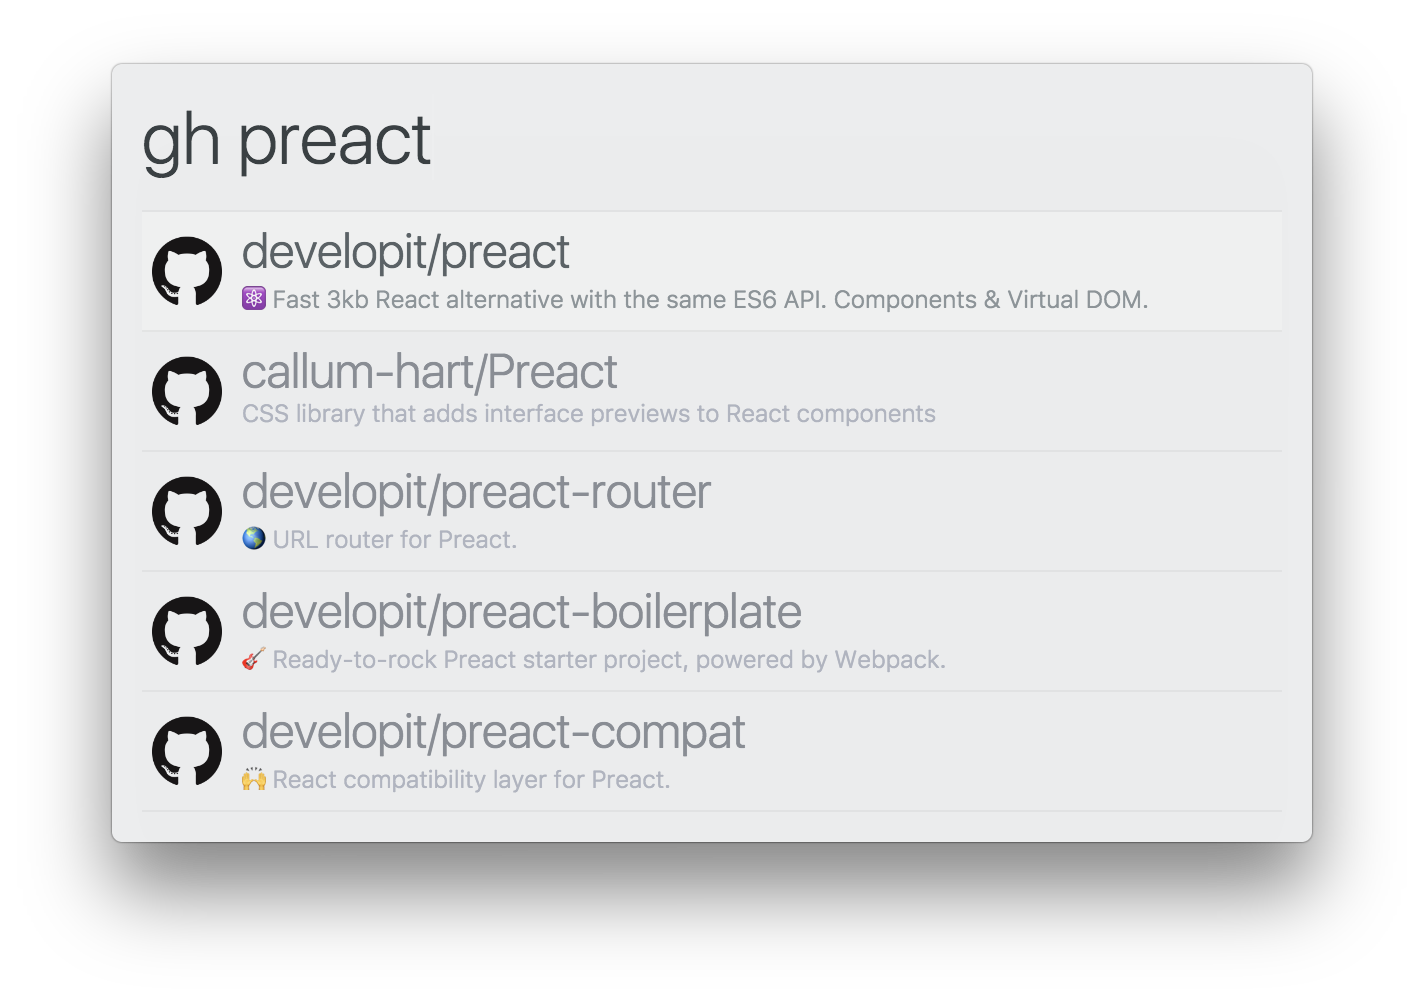 gh preact
developit/preact
⚛️ Fast 3kb React alternative with the same ES6 API. Components & Virtual DOM.
callum-hart/Preact
CSS library that adds interface previews to React components
developit/preact-router
🌎 URL router for Preact.
developit/preact-boilerplate
🎸 Ready-to-rock Preact starter project, powered by Webpack.
developit/preact-compat
🙌 React compatibility layer for Preact.